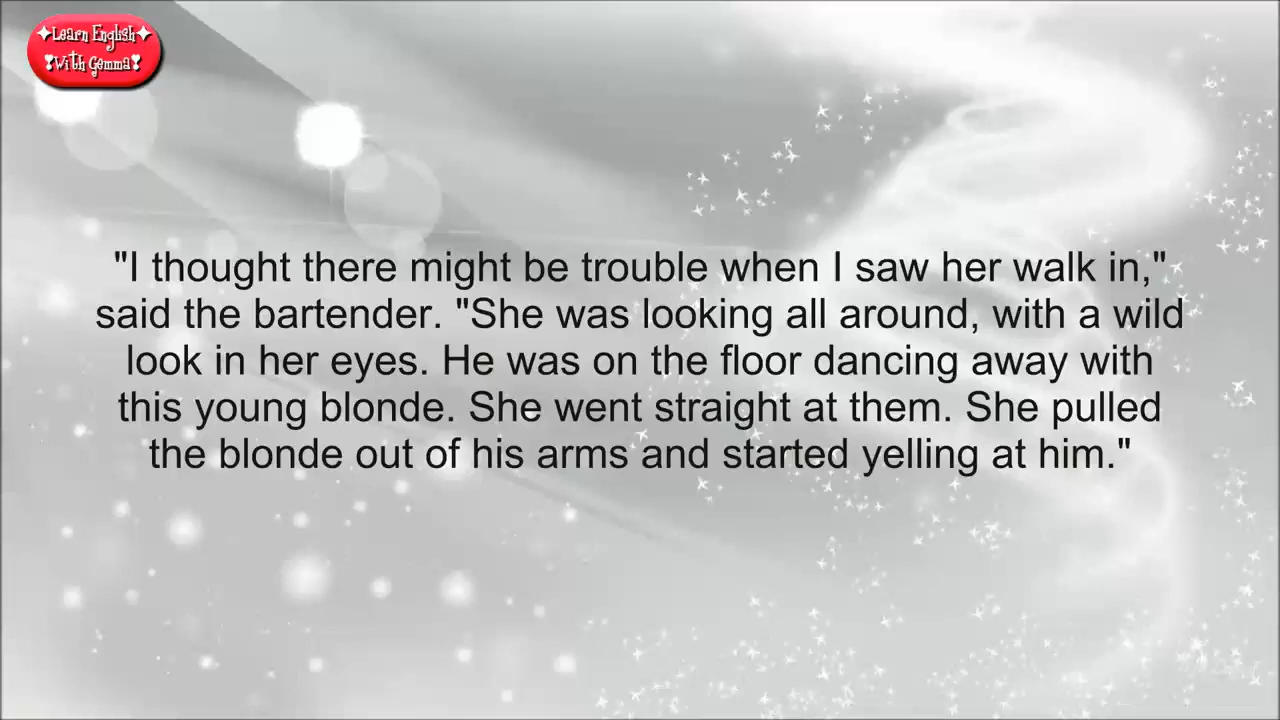 ✦Learn English✦
❣With Gemma❣
"I thought there might be trouble when I saw her walk in,"
said the bartender. "She was looking all around, with a wild
look in her eyes. He was on the floor dancing away with
this young blonde. She went straight at them. She pulled
the blonde out of his arms and started yelling at him."